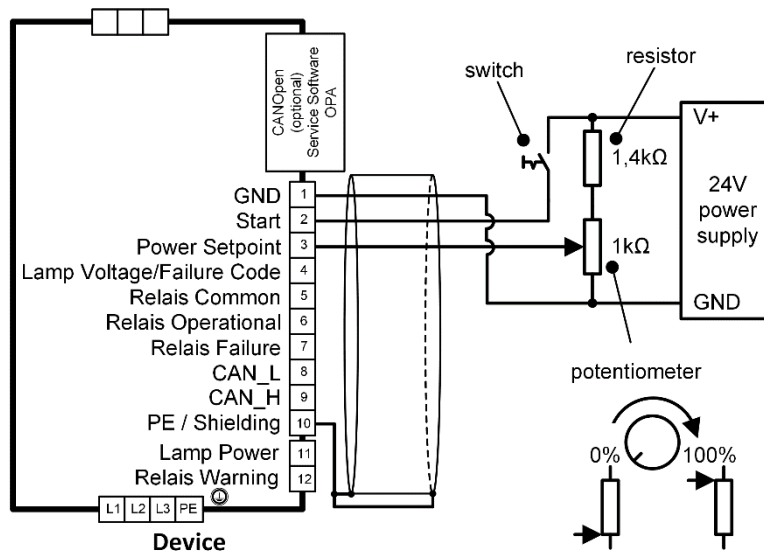 CANOpen
(optional)
Service Software
OPA
GND 1
Start 2
Power Setpoint 3
Lamp Voltage/Failure Code 4
Relais Common 5
Relais Operational 6
Relais Failure 7
CAN_L 8
CAN_H 9
PE / Shielding 10
Lamp Power 11
Relais Warning 12
L1 L2 L3 PE
Device
switch
resistor
1,4kΩ
1kΩ
V+
24V
power
supply
GND
potentiometer
0% 100%